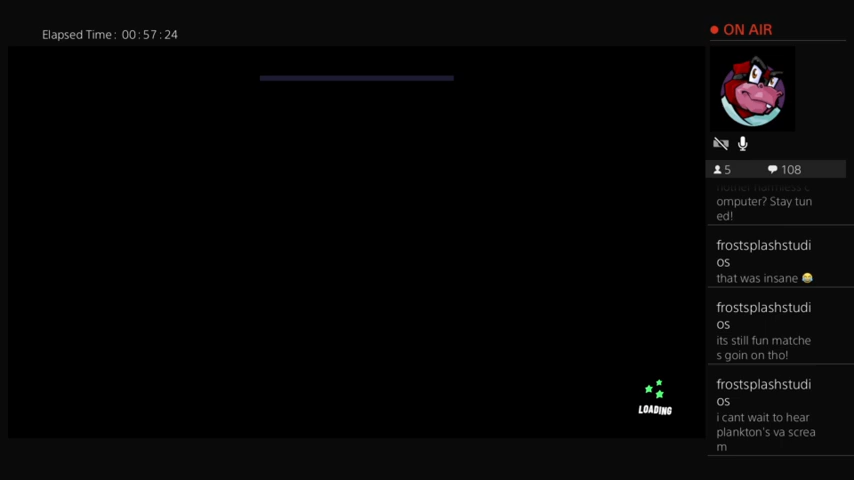 Elapsed Time: 00:57:24
ON AIR
5
108
omputer? Stay tun
ed!
frostsplashstudi
os
that was insane 😂
frostsplashstudi
os
its still fun matche
s goin on tho!
frostsplashstudi
os
i cant wait to hear
plankton's va screa
m
LOADING